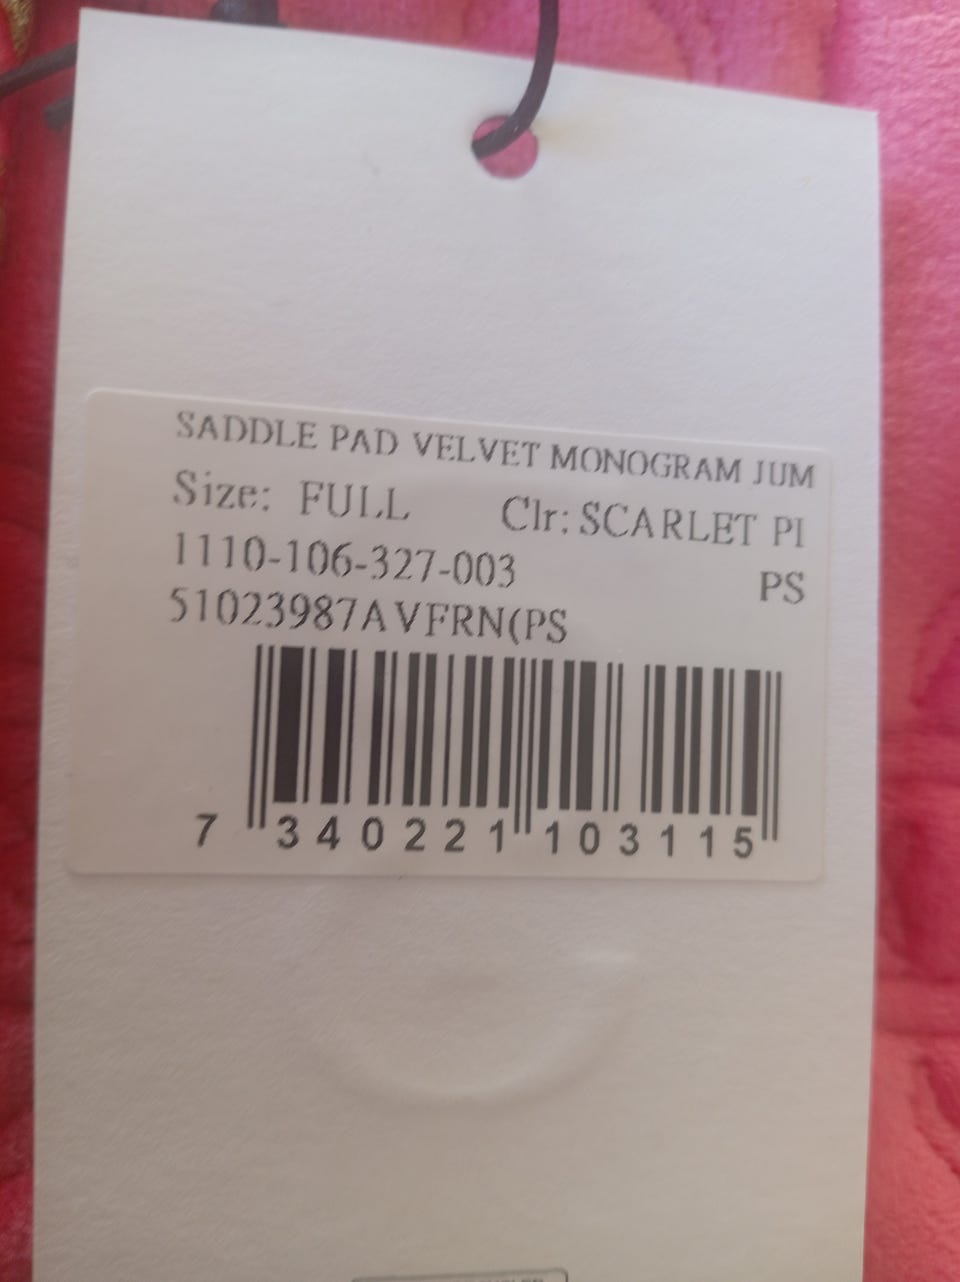 SADDLE PAD VELVET MONOGRAM JUM
Size: FULL Clr: SCARLET PI
1110-106-327-003 PS
51023987AVFRN(PS
7 340221 103115